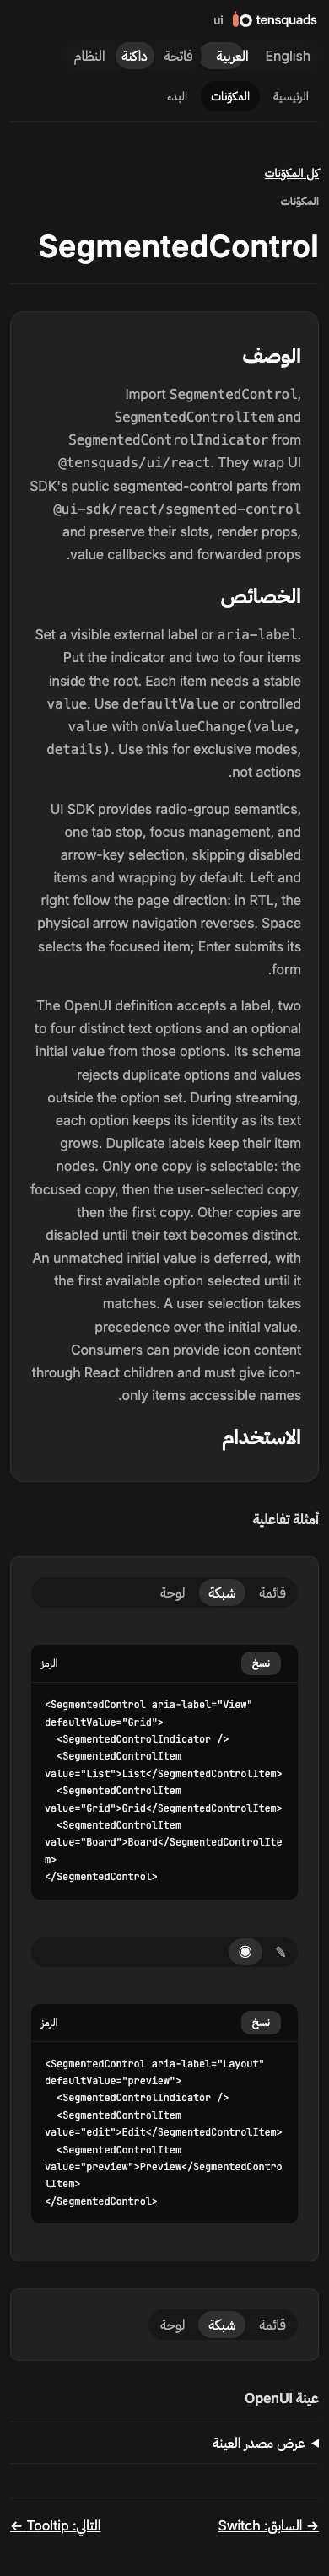 tensquads ui
English العربية فاتحة داكنة النظام
الرئيسية المكوّنات البدء
كل المكوّنات
المكوّنات
SegmentedControl
الوصف
Import SegmentedControl,
SegmentedControlItem and
SegmentedControlIndicator from
@tensquads/ui/react. They wrap UI
SDK's public segmented-control parts from
@ui-sdk/react/segmented-control
and preserve their slots, render props,
value callbacks and forwarded props.
الخصائص
Set a visible external label or aria-label.
Put the indicator and two to four items
inside the root. Each item needs a stable
value. Use defaultValue or controlled
value with onValueChange(value,
details). Use this for exclusive modes,
not actions.
UI SDK provides radio-group semantics,
one tab stop, focus management, and
arrow-key selection, skipping disabled
items and wrapping by default. Left and
right follow the page direction: in RTL, the
physical arrow navigation reverses. Space
selects the focused item; Enter submits its
form.
The OpenUI definition accepts a label, two
to four distinct text options and an optional
initial value from those options. Its schema
rejects duplicate options and values
outside the option set. During streaming,
each option keeps its identity as its text
grows. Duplicate labels keep their item
nodes. Only one copy is selectable: the
focused copy, then the user-selected copy,
then the first copy. Other copies are
disabled until their text becomes distinct.
An unmatched initial value is deferred, with
the first available option selected until it
matches. A user selection takes
precedence over the initial value.
Consumers can provide icon content
through React children and must give icon-
only items accessible names.
الاستخدام
أمثلة تفاعلية
قائمة شبكة لوحة
نسخ الرمز
<SegmentedControl aria-label="View"
defaultValue="Grid">
<SegmentedControlIndicator />
<SegmentedControlItem
value="List">List</SegmentedControlItem>
<SegmentedControlItem
value="Grid">Grid</SegmentedControlItem>
<SegmentedControlItem
value="Board">Board</SegmentedControlIte
m>
</SegmentedControl>
✎ ◉
نسخ الرمز
<SegmentedControl aria-label="Layout"
defaultValue="preview">
<SegmentedControlIndicator />
<SegmentedControlItem
value="edit">Edit</SegmentedControlItem>
<SegmentedControlItem
value="preview">Preview</SegmentedContro
lItem>
</SegmentedControl>
قائمة شبكة لوحة
عينة OpenUI
عرض مصدر العينة
→ السابق: Switch التالي: Tooltip ←